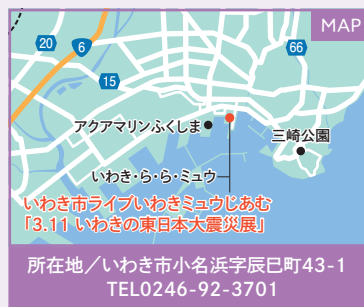 MAP
20
6
66
15
アクアマリンふくしま
三崎公園
いわき・ら・ら・ミュウ
いわき市ライブいわきミュウじあむ
「3.11 いわきの東日本大震災展」
所在地／いわき市小名浜字辰巳町43-1
TEL0246-92-3701